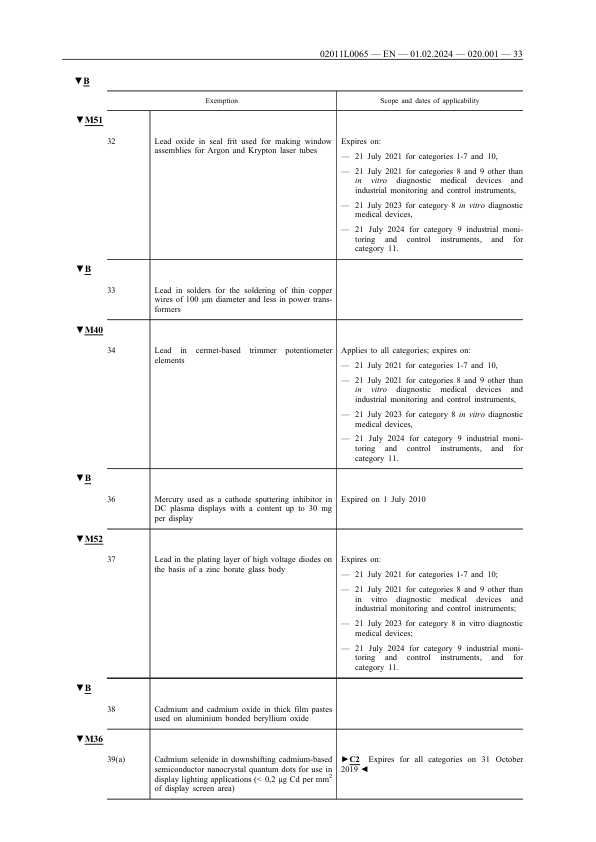 02011L0065 — EN — 01.02.2024 — 020.001 — 33
▼B
Exemption
Scope and dates of applicability
▼M51
32
Lead oxide in seal frit used for making window
assemblies for Argon and Krypton laser tubes
Expires on:
— 21 July 2021 for categories 1-7 and 10,
— 21 July 2021 for categories 8 and 9 other than
in vitro diagnostic medical devices and
industrial monitoring and control instruments,
— 21 July 2023 for category 8 in vitro diagnostic
medical devices,
— 21 July 2024 for category 9 industrial moni-
toring and control instruments, and for
category 11.
▼B
33
Lead in solders for the soldering of thin copper
wires of 100 μm diameter and less in power trans-
formers
▼M40
34
Lead in cermet-based trimmer potentiometer
elements
Applies to all categories; expires on:
— 21 July 2021 for categories 1-7 and 10,
— 21 July 2021 for categories 8 and 9 other than
in vitro diagnostic medical devices and
industrial monitoring and control instruments,
— 21 July 2023 for category 8 in vitro diagnostic
medical devices,
— 21 July 2024 for category 9 industrial moni-
toring and control instruments, and for
category 11.
▼B
36
Mercury used as a cathode sputtering inhibitor in
DC plasma displays with a content up to 30 mg
per display
Expired on 1 July 2010
▼M52
37
Lead in the plating layer of high voltage diodes on
the basis of a zinc borate glass body
Expires on:
— 21 July 2021 for categories 1-7 and 10;
— 21 July 2021 for categories 8 and 9 other than
in vitro diagnostic medical devices and
industrial monitoring and control instruments;
— 21 July 2023 for category 8 in vitro diagnostic
medical devices;
— 21 July 2024 for category 9 industrial moni-
toring and control instruments, and for
category 11.
▼B
38
Cadmium and cadmium oxide in thick film pastes
used on aluminium bonded beryllium oxide
▼M36
39(a)
Cadmium selenide in downshifting cadmium-based
semiconductor nanocrystal quantum dots for use in
display lighting applications (< 0,2 μg Cd per mm²
of display screen area)
►C2 Expires for all categories on 31 October
2019 ◄